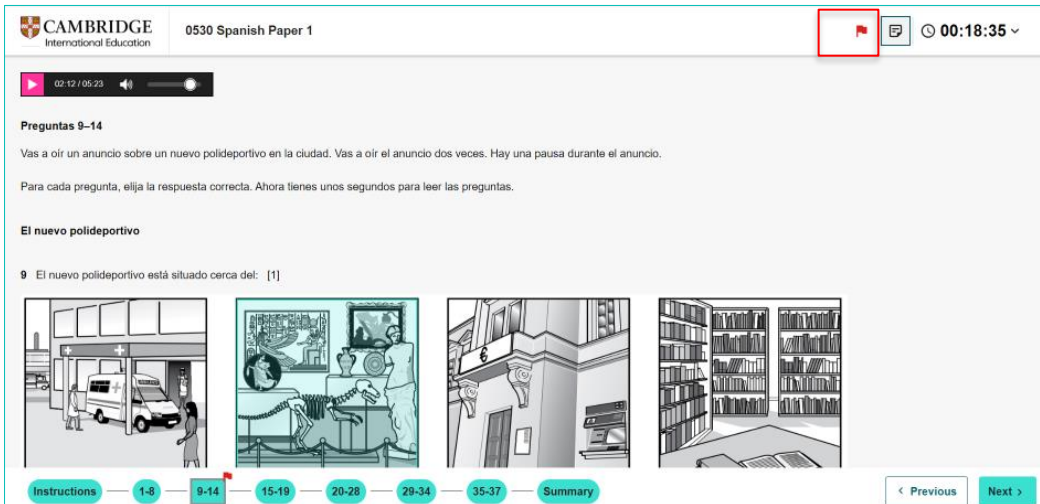 CAMBRIDGE
International Education
0530 Spanish Paper 1
00:18:35
02:12 / 05:23
Preguntas 9–14
Vas a oír un anuncio sobre un nuevo polideportivo en la ciudad. Vas a oír el anuncio dos veces. Hay una pausa durante el anuncio.
Para cada pregunta, elija la respuesta correcta. Ahora tienes unos segundos para leer las preguntas.
El nuevo polideportivo
9 El nuevo polideportivo está situado cerca del: [1]
€
Instructions 1-8 9-14 15-19 20-28 29-34 35-37 Summary < Previous Next >